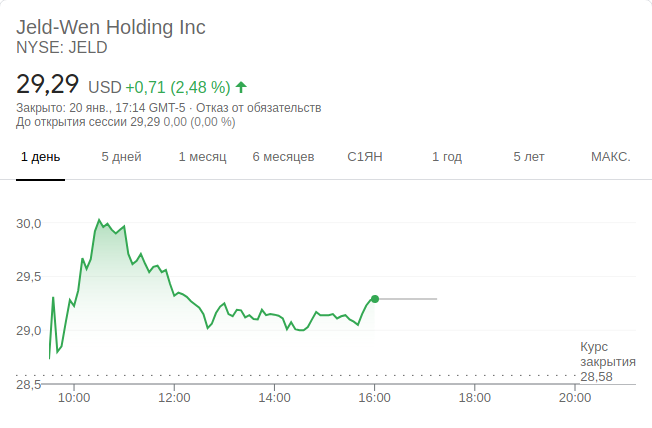 Jeld-Wen Holding Inc
NYSE: JELD
29,29 USD +0,71 (2,48 %)
Закрыто: 20 янв., 17:14 GMT-5 · Отказ от обязательств
До открытия сессии 29,29 0,00 (0,00 %)
1 день 5 дней 1 месяц 6 месяцев С1ЯН 1 год 5 лет МАКС.
30,0
29,5
29,0
Курс
закрытия
28,58
28,5
10:00 12:00 14:00 16:00 18:00 20:00